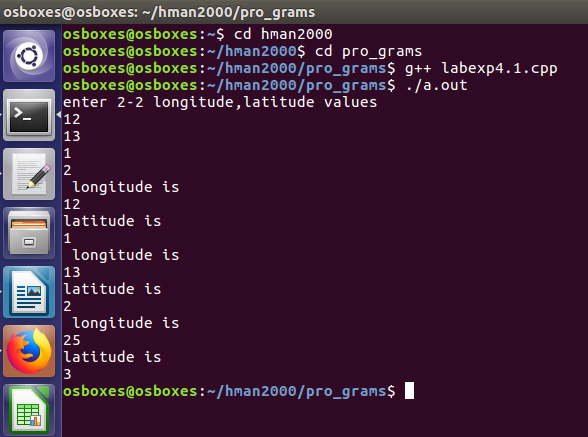 osboxes@osboxes: ~/hman2000/pro_grams
osboxes@osboxes:~$ cd hman2000
osboxes@osboxes:~/hman2000$ cd pro_grams
osboxes@osboxes:~/hman2000/pro_grams$ g++ labexp4.1.cpp
osboxes@osboxes:~/hman2000/pro_grams$ ./a.out
enter 2-2 longitude,latitude values
12
13
1
2
 longitude is
12
latitude is
1
 longitude is
13
latitude is
2
 longitude is
25
latitude is
3
osboxes@osboxes:~/hman2000/pro_grams$